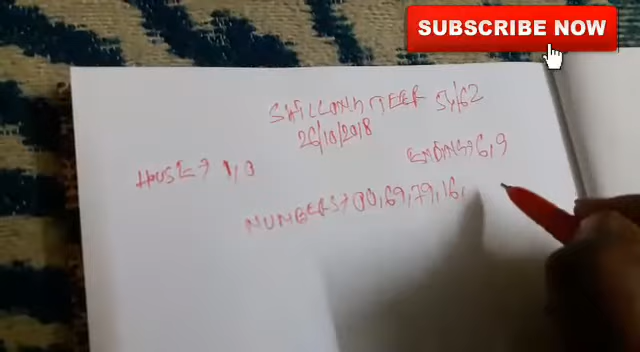 SUBSCRIBE NOW
SHILLONG TEER 54/62
26/10/2018
ENDING→6,9
HOUSE→ 1,0
NUMBERS→00,69,79,16,